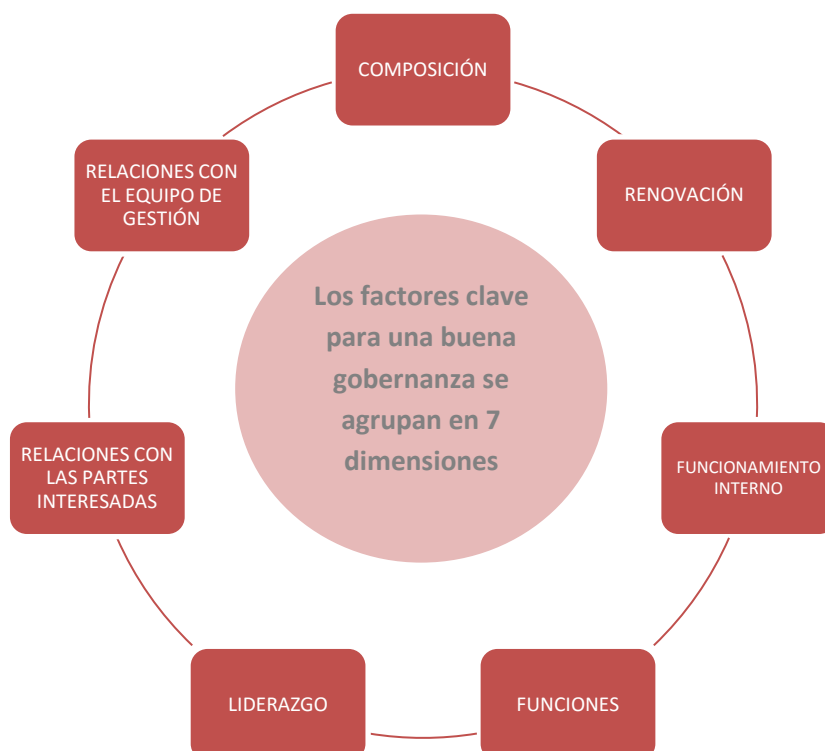 COMPOSICIÓN
RENOVACIÓN
FUNCIONAMIENTO
INTERNO
FUNCIONES
LIDERAZGO
RELACIONES CON
LAS PARTES
INTERESADAS
RELACIONES CON
EL EQUIPO DE
GESTIÓN
Los factores clave
para una buena
gobernanza se
agrupan en 7
dimensiones